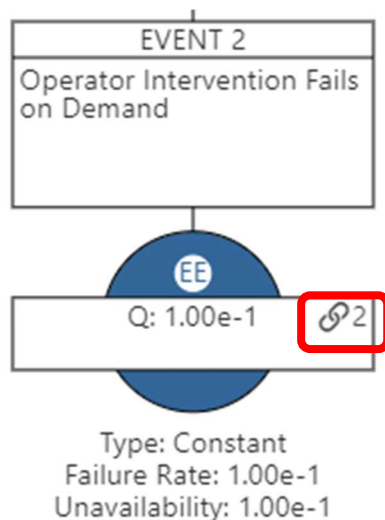 EVENT 2
Operator Intervention Fails
on Demand
EE
Q: 1.00e-1 2
Type: Constant
Failure Rate: 1.00e-1
Unavailability: 1.00e-1